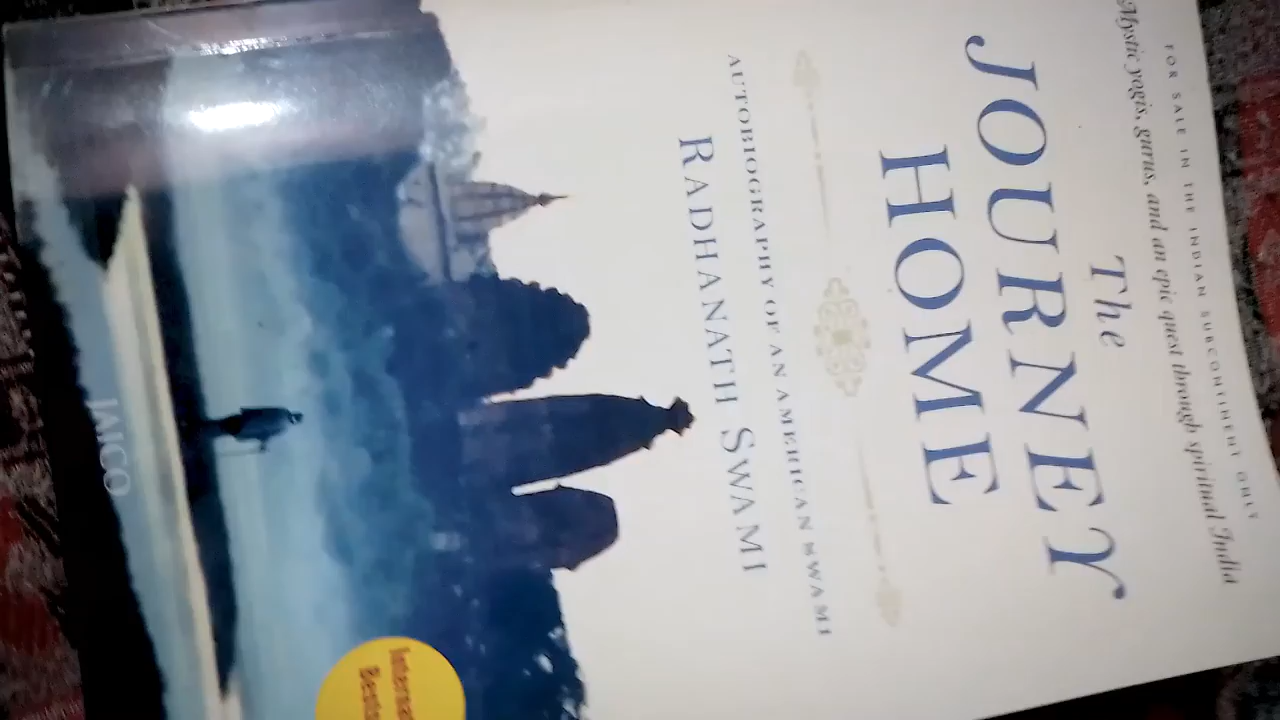 FOR SALE IN THE INDIAN SUBCONTINENT ONLY
Mystic yogis, gurus, and an epic quest through spiritual India
The
JOURNEY
HOME
AUTOBIOGRAPHY OF AN AMERICAN SWAMI
RADHANATH SWAMI
MICO